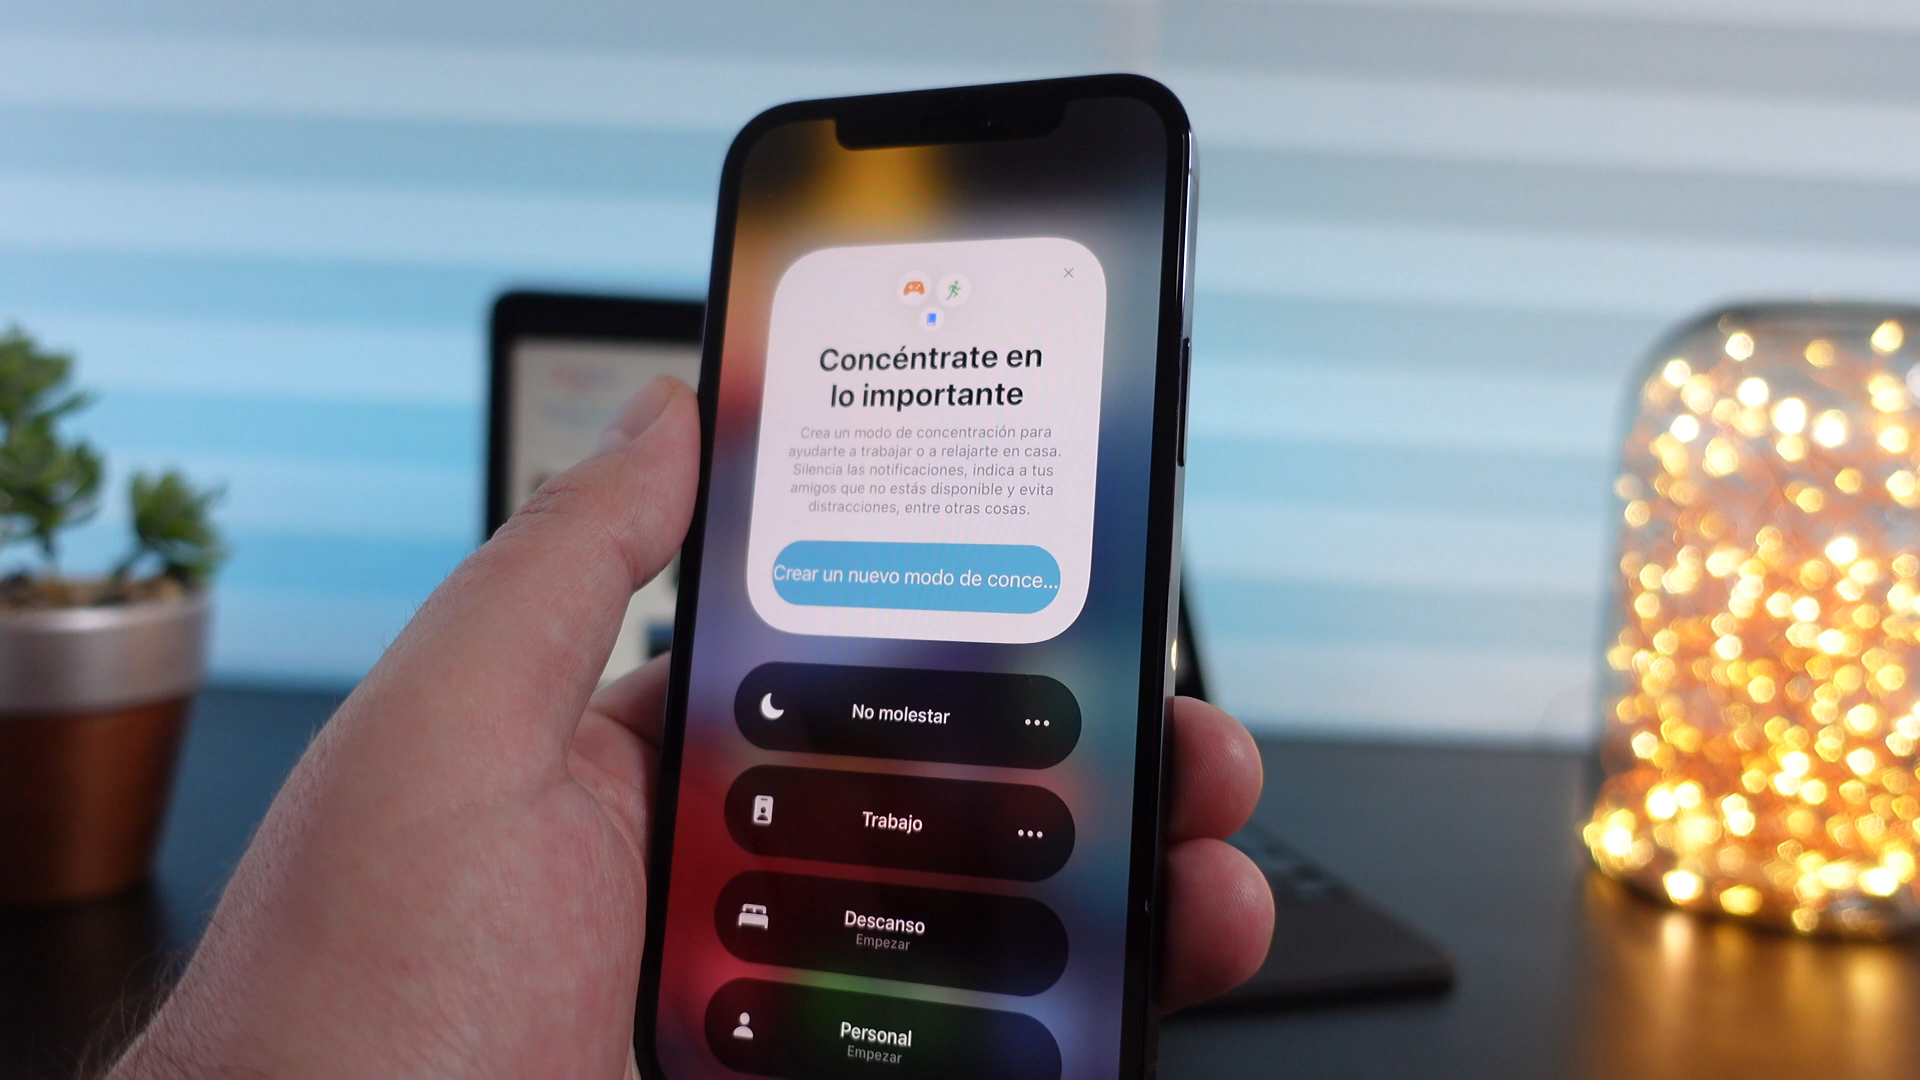 Concéntrate en
lo importante
Crea un modo de concentración para
ayudarte a trabajar o a relajarte en casa.
Silencia las notificaciones, indica a tus
amigos que no estás disponible y evita
distracciones, entre otras cosas.
Crear un nuevo modo de conce...
No molestar
Trabajo
Descanso
Empezar
Personal
Empezar